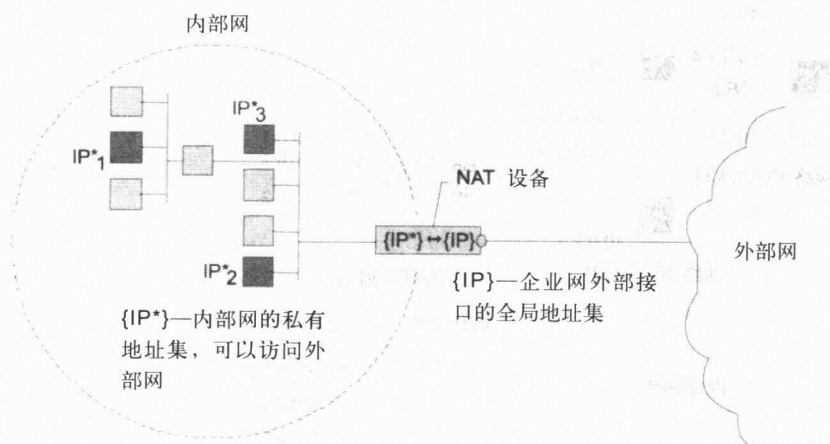 内部网
IP*3
IP*1
NAT 设备
{IP*}↔{IP}
外部网
IP*2
{IP}—企业网外部接
口的全局地址集
{IP*}—内部网的私有
地址集，可以访问外
部网